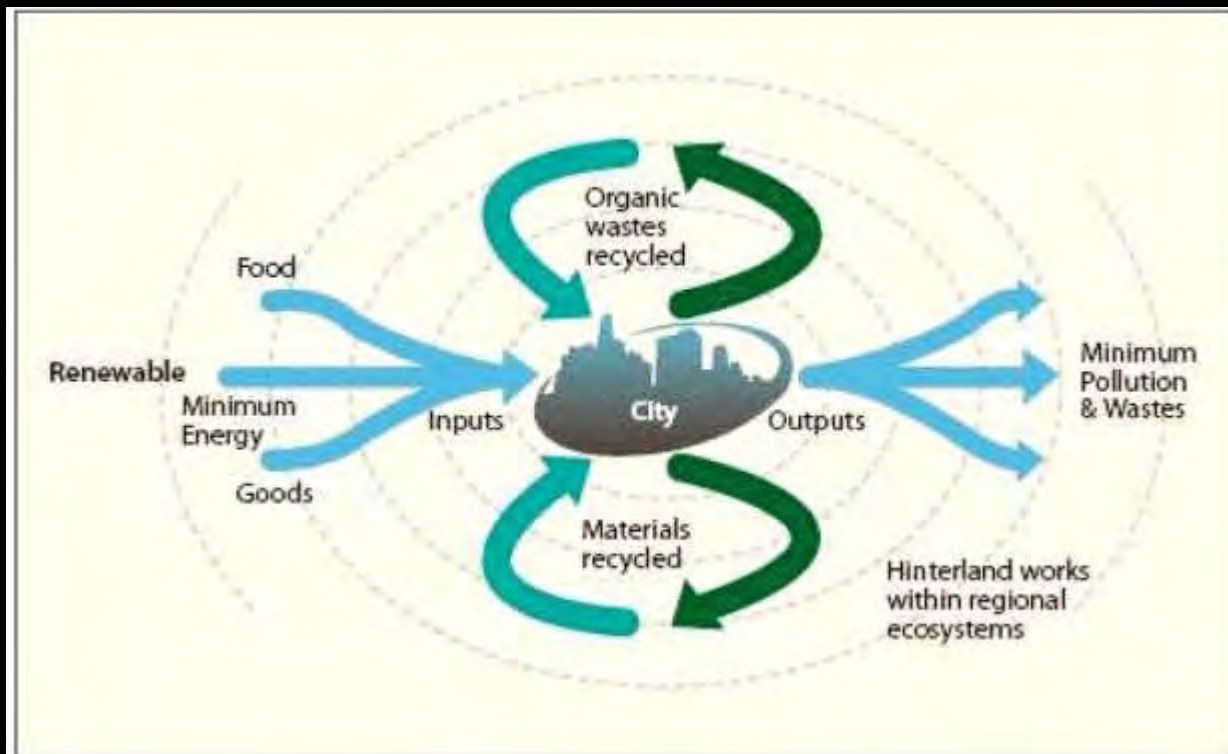 Organic
wastes
recycled
Food
Renewable
Minimum
Energy
Goods
Inputs
City
Outputs
Minimum
Pollution
& Wastes
Materials
recycled
Hinterland works
within regional
ecosystems